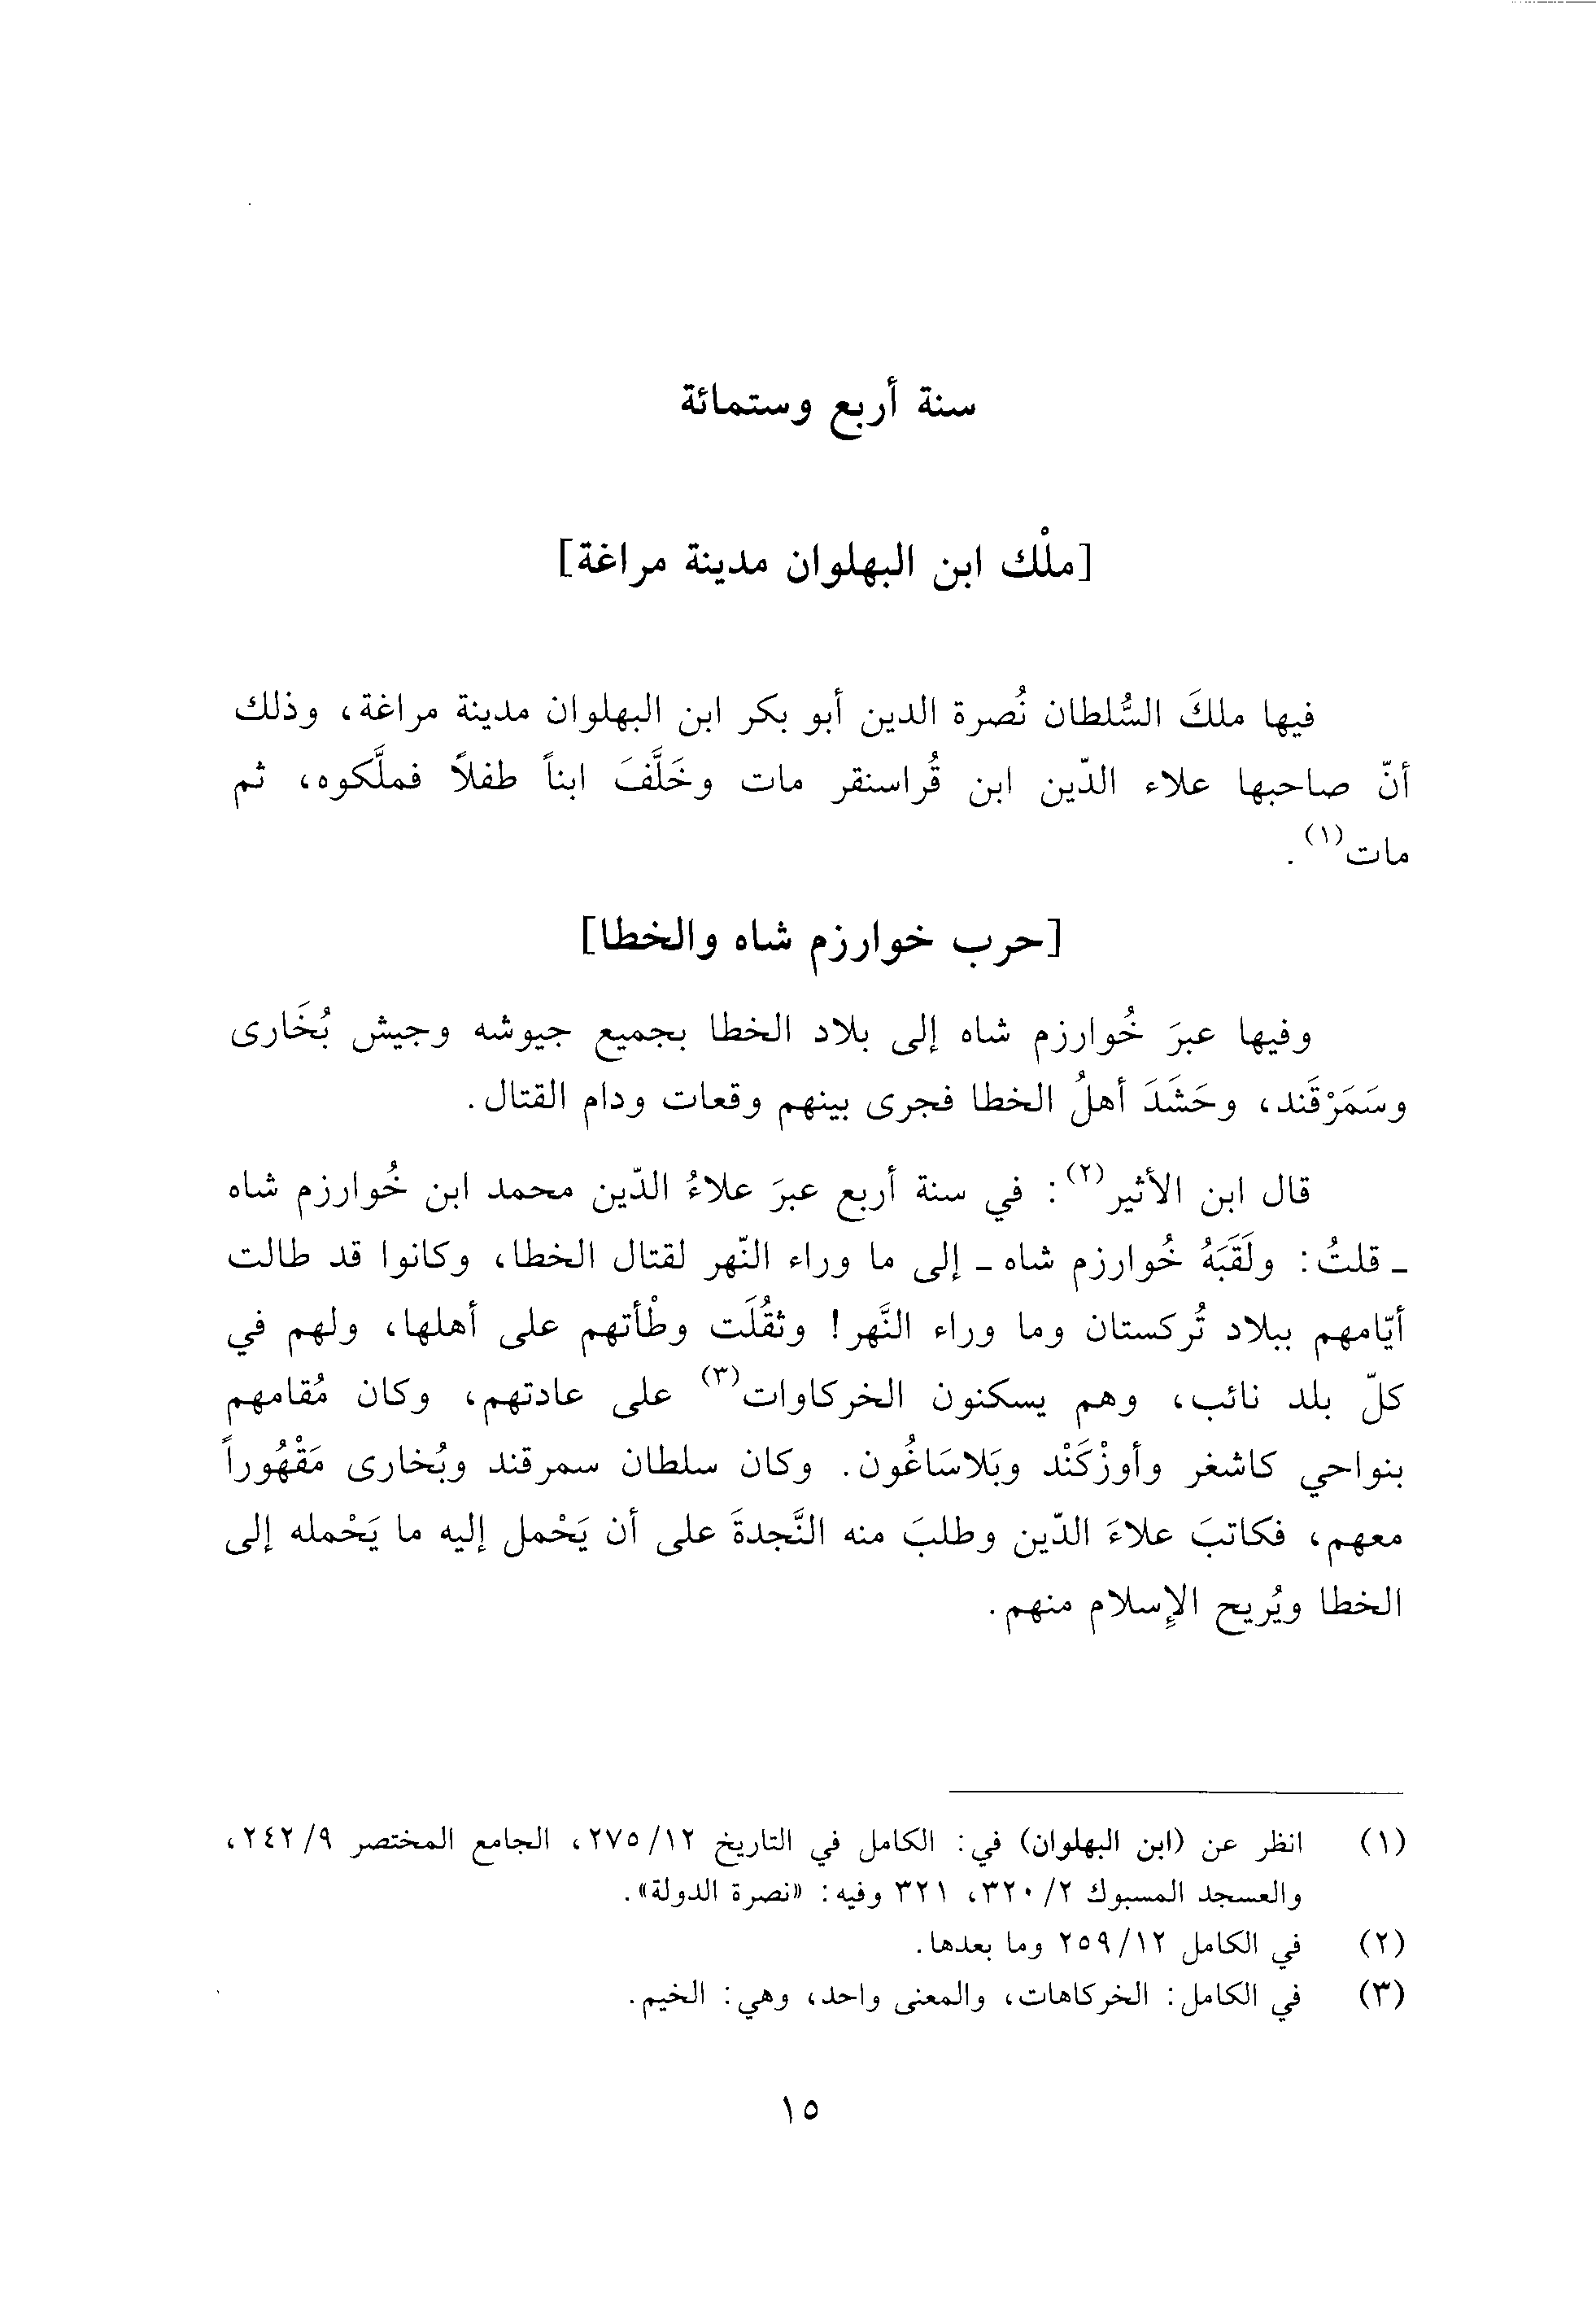 سنة أربع وستمائة
[ملْك ابن البهلوان مدينة مراغة]
فيها ملكَ السُّلطان نُصرة الدين أبو بكر ابن البهلوان مدينة مراغة، وذلك
أنّ صاحبها علاء الدّين ابن قُراسنقر مات وخَلَّفَ ابناً طفلاً فملَّكوه، ثم
مات(١).
[حرب خوارزم شاه والخطا]
وفيها عبرَ خُوارزم شاه إلى بلاد الخطا بجميع جيوشه وجيش بُخَارى
وسَمَرْقَند، وحَشَدَ أهلُ الخطا فجرى بينهم وقعات ودام القتال.
قال ابن الأثير(٢): في سنة أربع عبرَ علاءُ الدّين محمد ابن خُوارزم شاه
ـ قلتُ: ولَقَبَهُ خُوارزم شاه ـ إلى ما وراء النّهر لقتال الخطا، وكانوا قد طالت
أيّامهم ببلاد تُركستان وما وراء النَّهر! وثقُلَت وطْأتهم على أهلها، ولهم في
كلّ بلد نائب، وهم يسكنون الخركاوات(٣) على عادتهم، وكان مُقامهم
بنواحي كاشغر وأوزْكَنْد وبَلاسَاغُون. وكان سلطان سمرقند وبُخارى مَقْهُوراً
معهم، فكاتبَ علاءَ الدّين وطلبَ منه النَّجدةَ على أن يَحْمل إليه ما يَحْمله إلى
الخطا ويُريح الإسلام منهم.
(١) انظر عن (ابن البهلوان) في: الكامل في التاريخ ١٢/ ٢٧٥، الجامع المختصر ٩/ ٢٤٢،
والعسجد المسبوك ٢/ ٣٢٠، ٣٢١ وفيه: «نصرة الدولة».
(٢) في الكامل ١٢/ ٢٥٩ وما بعدها.
(٣) في الكامل: الخركاهات، والمعنى واحد، وهي: الخيم.
١٥